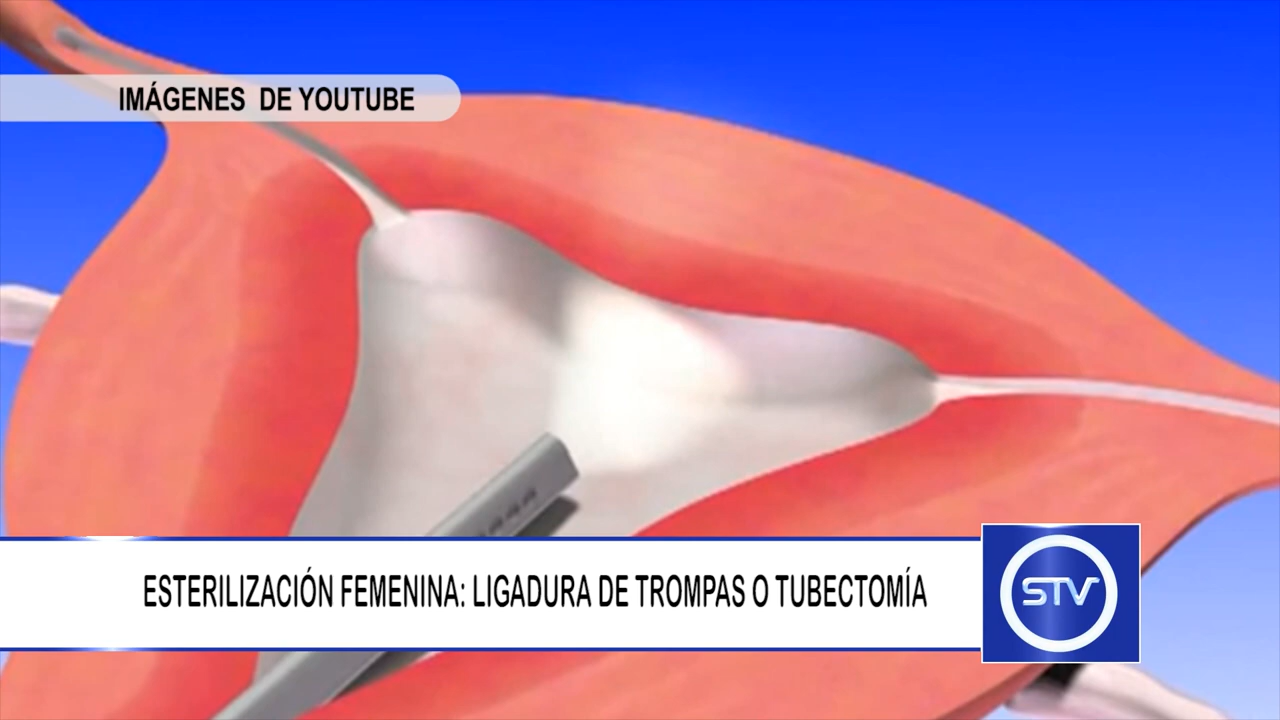 IMÁGENES DE YOUTUBE
ESTERILIZACIÓN FEMENINA: LIGADURA DE TROMPAS O TUBECTOMÍA
STV